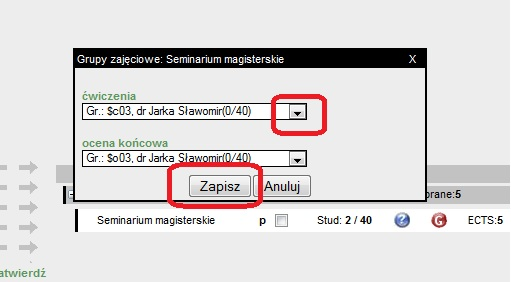 Grupy zajęciowe: Seminarium magisterskie X
ćwiczenia
Gr.: $c03, dr Jarka Sławomir(0/40)
ocena końcowa
Gr.: $o03, dr Jarka Sławomir(0/40)
Zapisz Anuluj
brane:5
Seminarium magisterskie p Stud: 2 / 40 ? G ECTS:5
atwierdź